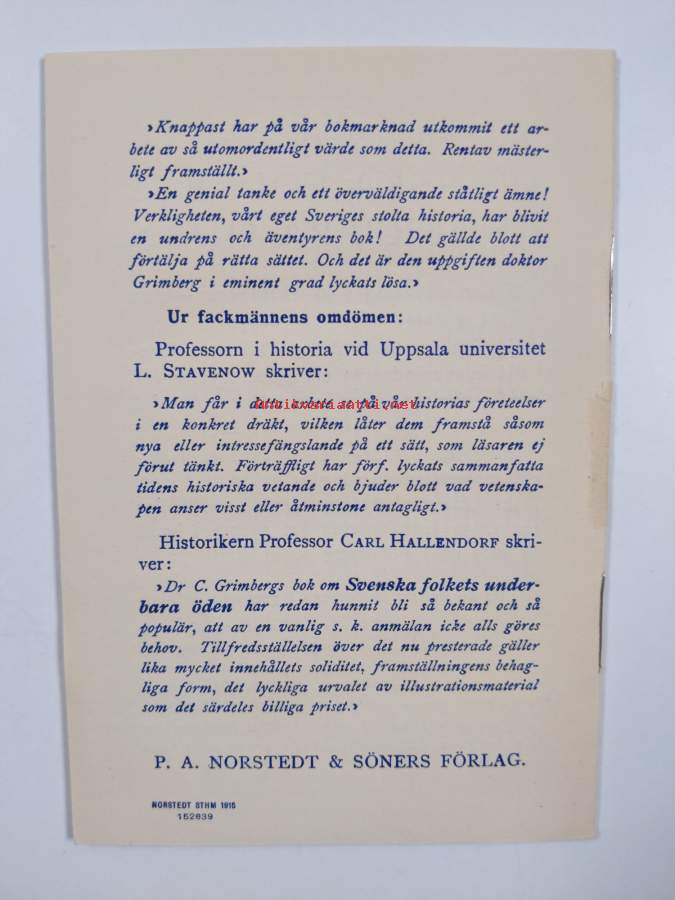 ›Knappast har på vår bokmarknad utkommit ett ar-
bete av så utomordentligt värde som detta. Rentav mäster-
ligt framställt.›
›En genial tanke och ett överväldigande ståtligt ämne!
Verkligheten, vårt eget Sveriges stolta historia, har blivit
en undrens och äventyrens bok! Det gällde blott att
förtälja på rätta sättet. Och det är den uppgiften doktor
Grimberg i eminent grad lyckats lösa.›
Ur fackmännens omdömen:
Professorn i historia vid Uppsala universitet
L. STAVENOW skriver:
›Man får i detta arbete se på vår historias företeelser
antikvariaatti.net
i en konkret dräkt, vilken låter dem framstå såsom
nya eller intressefängslande på ett sätt, som läsaren ej
förut tänkt. Förträffligt har förf. lyckats sammanfatta
tidens historiska vetande och bjuder blott vad vetenska-
pen anser visst eller åtminstone antagligt.›
Historikern Professor CARL HALLENDORF skri-
ver:
›Dr C. Grimbergs bok om Svenska folkets under-
bara öden har redan hunnit bli så bekant och så
populär, att av en vanlig s. k. anmälan icke alls göres
behov. Tillfredsställelsen över det nu presterade gäller
lika mycket innehållets soliditet, framställningens behag-
liga form, det lyckliga urvalet av illustrationsmaterial
som det särdeles billiga priset.›
P. A. NORSTEDT & SÖNERS FÖRLAG.
NORSTEDT STHM 1915
152839